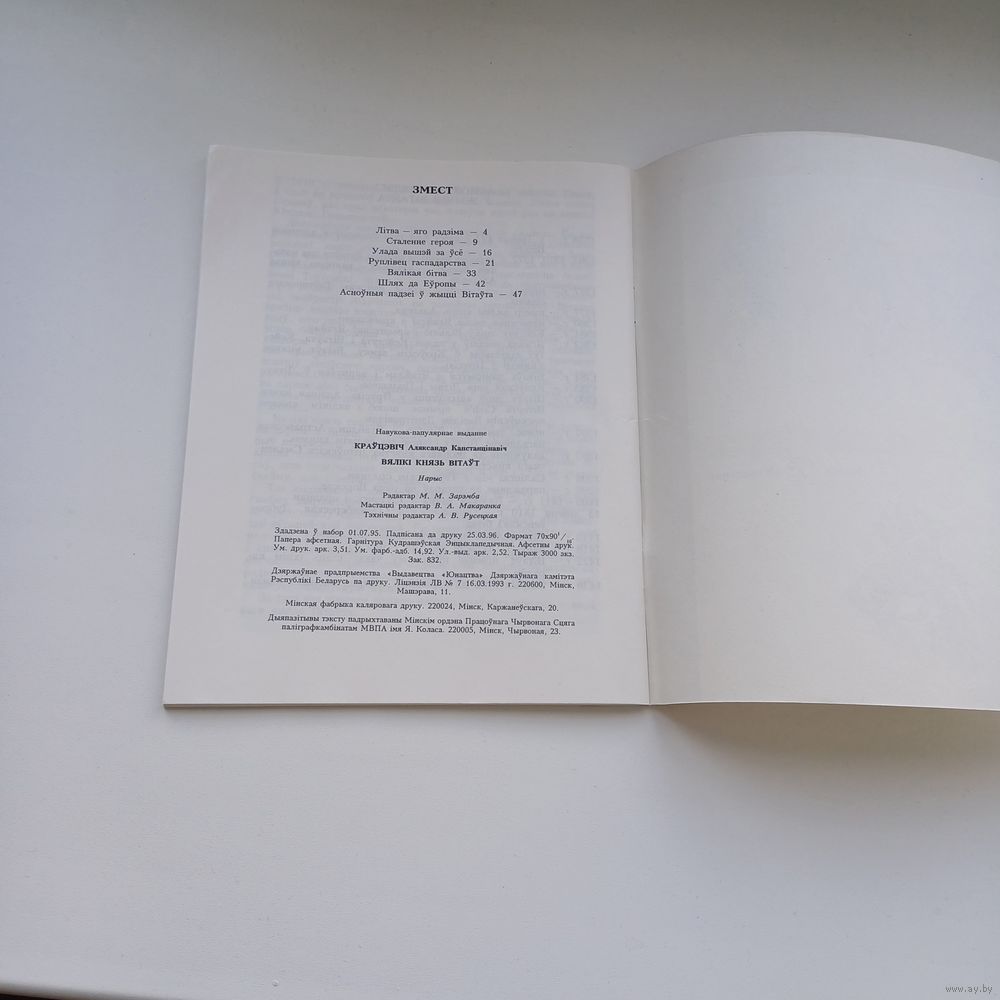 ЗМЕСТ
Літва — яго радзіма — 4
Сталенне героя — 9
Улада вышэй за ўсё — 16
Руплівец гаспадарства — 21
Вялікая бітва — 33
Шлях да Еўропы — 42
Асноўныя падзеі ў жыцці Вітаўта — 47
Навукова-папулярнае выданне
КРАЎЦЭВІЧ Аляксандр Канстанцінавіч
ВЯЛІКІ КНЯЗЬ ВІТАЎТ
Нарыс
Рэдактар М. М. Зарэмба
Мастацкі рэдактар В. А. Макаранка
Тэхнічны рэдактар А. В. Русецкая
Здадзена ў набор 01.07.95. Падпісана да друку 25.03.96. Фармат 70х90¹/₁₆.
Папера афсетная. Гарнітура Кудрашэўская Энцыклапедычная. Афсетны друк.
Ум. друк. арк. 3,51. Ум. фарб.-адб. 14,92. Ул.-выд. арк. 2,52. Тыраж 3000 экз.
Зак. 832.
Дзяржаўнае прадпрыемства «Выдавецтва «Юнацтва» Дзяржаўнага камітэта
Рэспублікі Беларусь па друку. Ліцэнзія ЛВ № 7 16.03.1993 г. 220600, Мінск,
Машэрава, 11.
Мінская фабрыка каляровага друку. 220024, Мінск, Каржанеўскага, 20.
Дыяпазітывы тэксту падрыхтаваны Мінскім ордэна Працоўнага Чырвонага Сцяга
паліграфкамбінатам МВПА імя Я. Коласа. 220005, Мінск, Чырвоная, 23.
www.ay.by